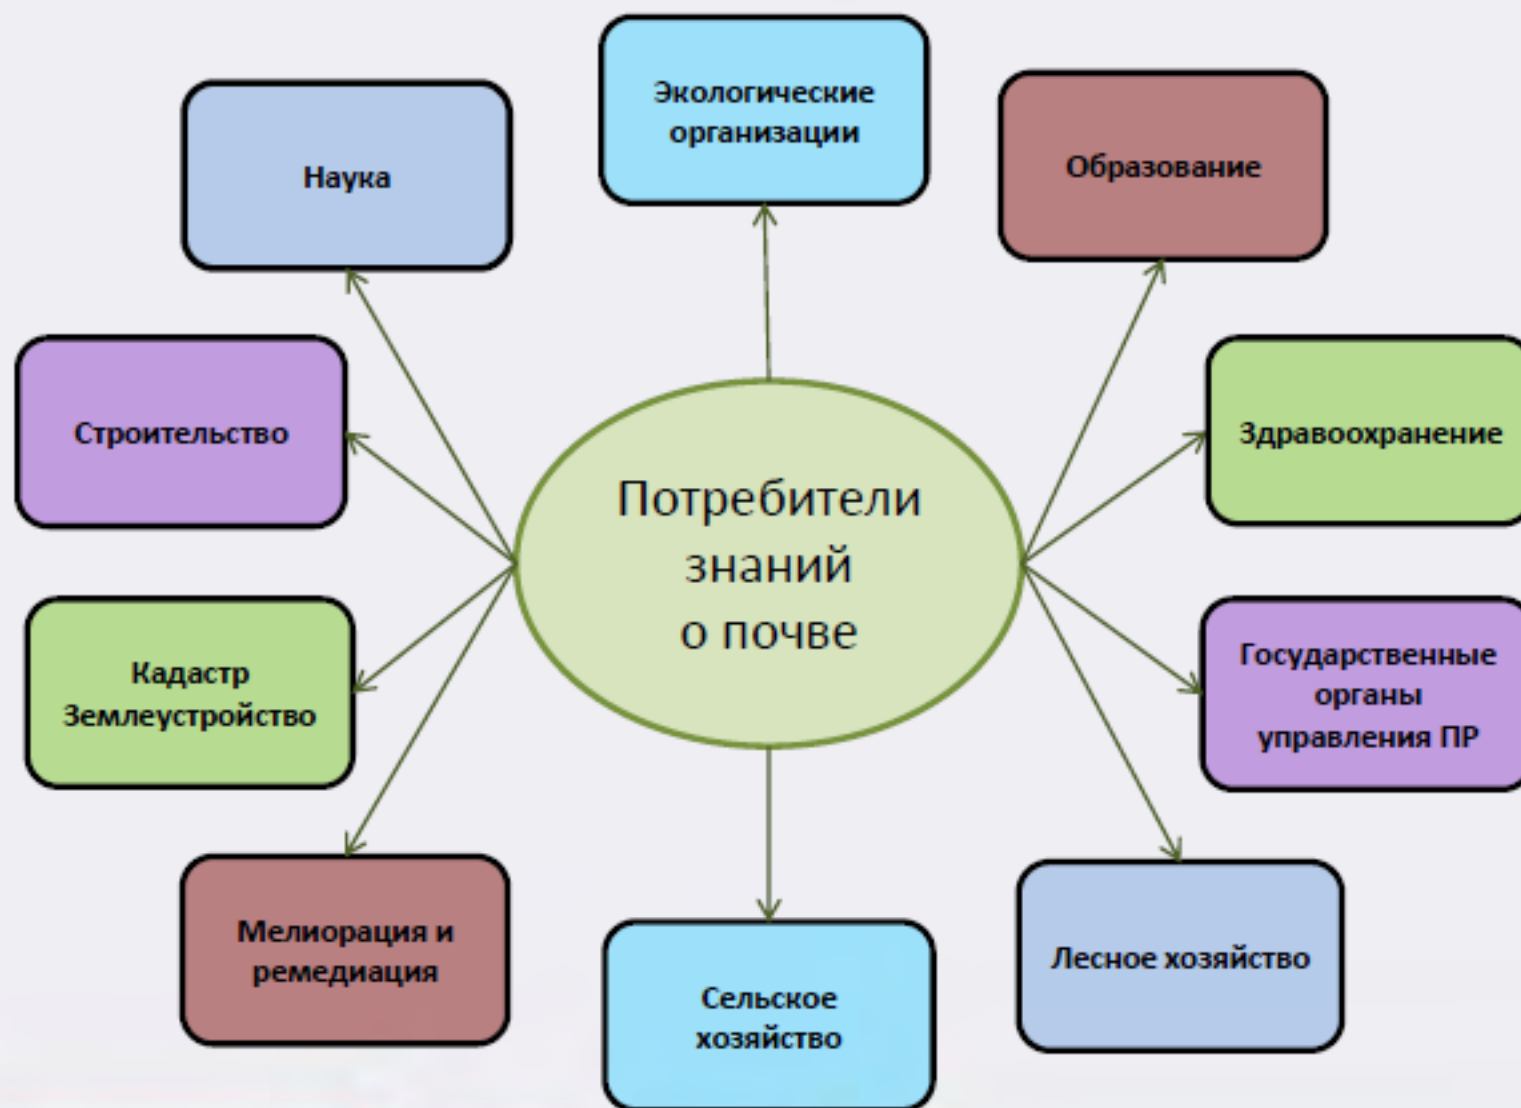 Экологические
организации
Наука
Образование
Строительство
Здравоохранение
Потребители
знаний
о почве
Кадастр
Землеустройство
Государственные
органы
управления ПР
Мелиорация и
ремедиация
Сельское
хозяйство
Лесное хозяйство